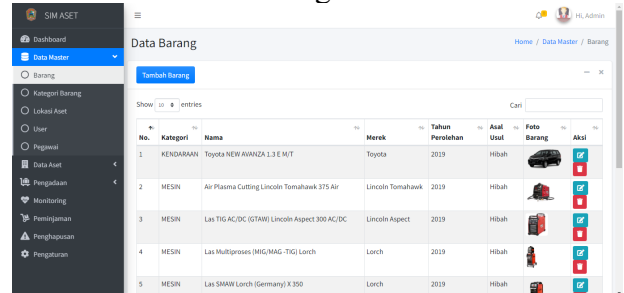 SIM ASET
Hi, Admin
Dashboard
Data Master
Barang
Kategori Barang
Lokasi Aset
User
Pegawai
Data Aset
Pengadaan
Monitoring
Peminjaman
Penghapusan
Pengaturan
Data Barang
Home / Data Master / Barang
Tambah Barang
Show 10 entries
Cari
No. Kategori Nama Merek Tahun Perolehan Asal Usul Foto Barang Aksi
1 KENDARAAN Toyota NEW AVANZA 1.3 E M/T Toyota 2019 Hibah
2 MESIN Air Plasma Cutting Lincoln Tomahawk 375 Air Lincoln Tomahawk 2019 Hibah
3 MESIN Las TIG AC/DC (GTAW) Lincoln Aspect 300 AC/DC Lincoln Aspect 2019 Hibah
4 MESIN Las Multiproses (MIG/MAG -TIG) Lorch Lorch 2019 Hibah
5 MESIN Las SMAW Lorch (Germany) X 350 Lorch 2019 Hibah